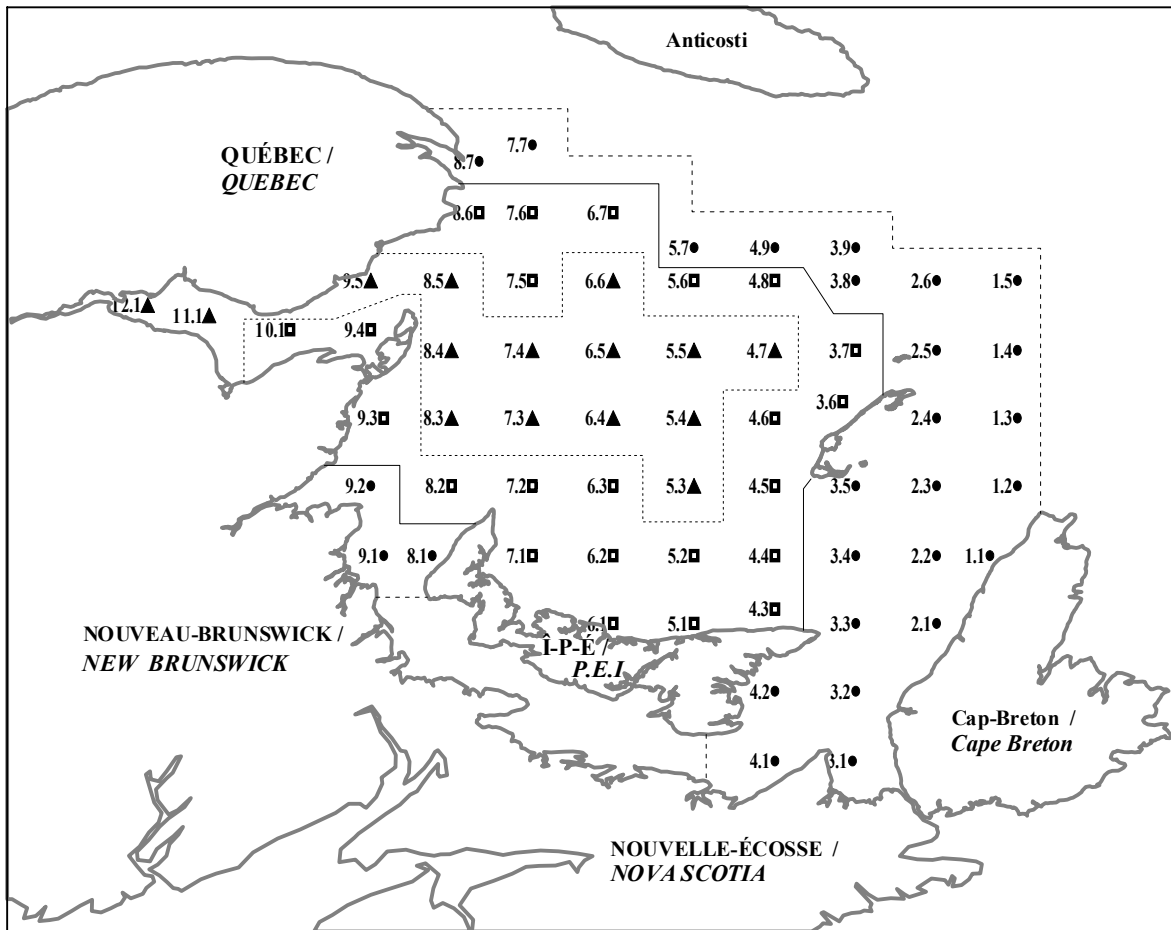 Anticosti
7.7
8.7
QUÉBEC /
QUEBEC
8.6 7.6 6.7
5.7 4.9 3.9
9.5 8.5 7.5 6.6 5.6 4.8 3.8 2.6 1.5
12.1 11.1
10.1 9.4
8.4 7.4 6.5 5.5 4.7 3.7 2.5 1.4
3.6
9.3 8.3 7.3 6.4 5.4 4.6 2.4 1.3
9.2 8.2 7.2 6.3 5.3 4.5 3.5 2.3 1.2
9.1 8.1 7.1 6.2 5.2 4.4 3.4 2.2 1.1
4.3
6.1 5.1 3.3 2.1
NOUVEAU-BRUNSWICK /
NEW BRUNSWICK
Î-P-É /
P.E.I
4.2 3.2
Cap-Breton /
Cape Breton
4.1 3.1
NOUVELLE-ÉCOSSE /
NOVA SCOTIA